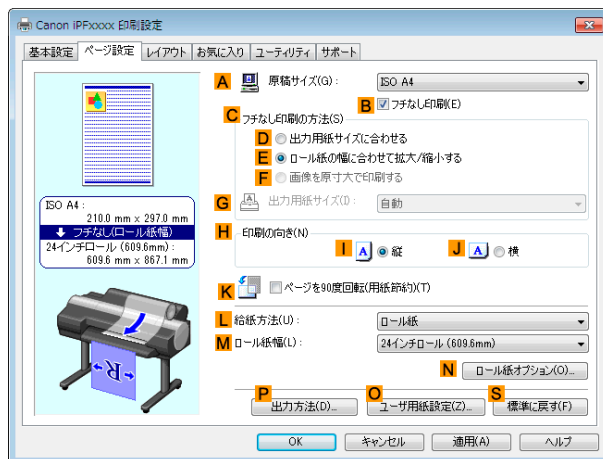 Canon iPFxxxx 印刷設定
基本設定 ページ設定 レイアウト お気に入り ユーティリティ サポート
A 原稿サイズ(G): ISO A4
B フチなし印刷(E)
C フチなし印刷の方法(S)
D 出力用紙サイズに合わせる
E ロール紙の幅に合わせて拡大/縮小する
F 画像を原寸大で印刷する
G 出力用紙サイズ(I: 自動
H 印刷の向き(N)
I A 縦 J A 横
K ページを90度回転(用紙節約)(T)
L 給紙方法(U): ロール紙
M ロール紙幅(L): 24インチロール (609.6mm)
N ロール紙オプション(O)...
P 出力方法(D)... O ユーザ用紙設定(Z)... S 標準に戻す(F)
ISO A4:
210.0 mm x 297.0 mm
フチなし(ロール紙幅)
24インチロール (609.6mm):
609.6 mm x 867.1 mm
R
OK キャンセル 適用(A) ヘルプ